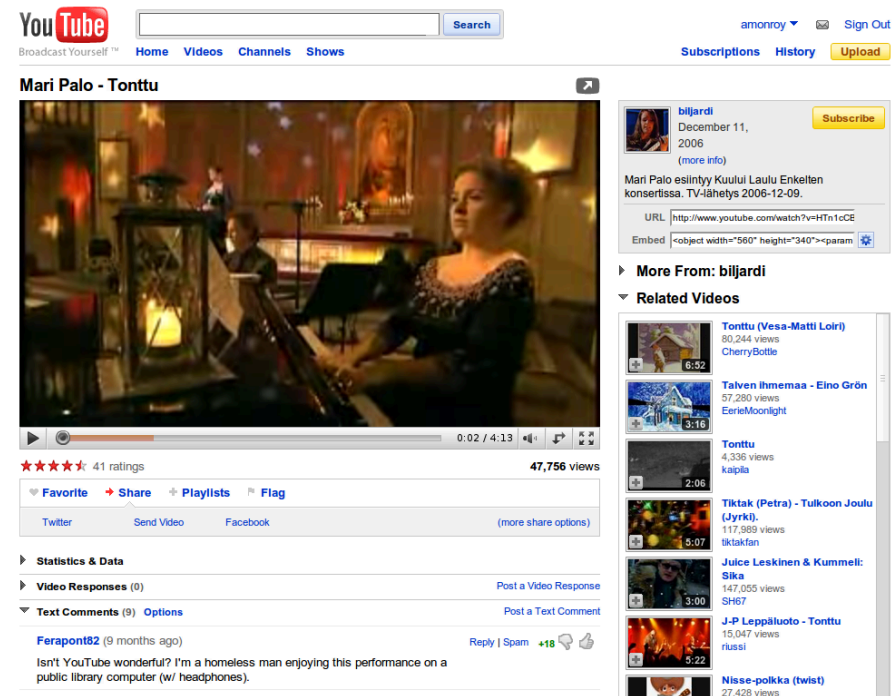 YouTube
Broadcast Yourself ™
Search
amonroy
Sign Out
Home Videos Channels Shows
Subscriptions History Upload
Mari Palo - Tonttu
0:02 / 4:13
41 ratings
47,756 views
Favorite Share Playlists Flag
Twitter Send Video Facebook (more share options)
Statistics & Data
Video Responses (0) Post a Video Response
Text Comments (9) Options Post a Text Comment
Ferapont82 (9 months ago) Reply | Spam +18
Isn't YouTube wonderful? I'm a homeless man enjoying this performance on a
public library computer (w/ headphones).
biljardi
December 11,
2006
(more info)
Subscribe
Mari Palo esiintyy Kuului Laulu Enkelten
konsertissa. TV-lähetys 2006-12-09.
URL http://www.youtube.com/watch?v=HTn1cCE
Embed <object width="560" height="340"><param
More From: biljardi
Related Videos
6:52
Tonttu (Vesa-Matti Loiri)
80,244 views
CherryBottle
3:16
Talven ihmemaa - Eino Grön
57,280 views
EerieMoonlight
2:06
Tonttu
4,336 views
kaipila
5:07
Tiktak (Petra) - Tulkoon Joulu
(Jyrki).
117,989 views
tiktakfan
3:00
Juice Leskinen & Kummeli:
Sika
147,055 views
SH67
5:22
J-P Leppäluoto - Tonttu
15,047 views
riussi
Nisse-polkka (twist)
27,428 views